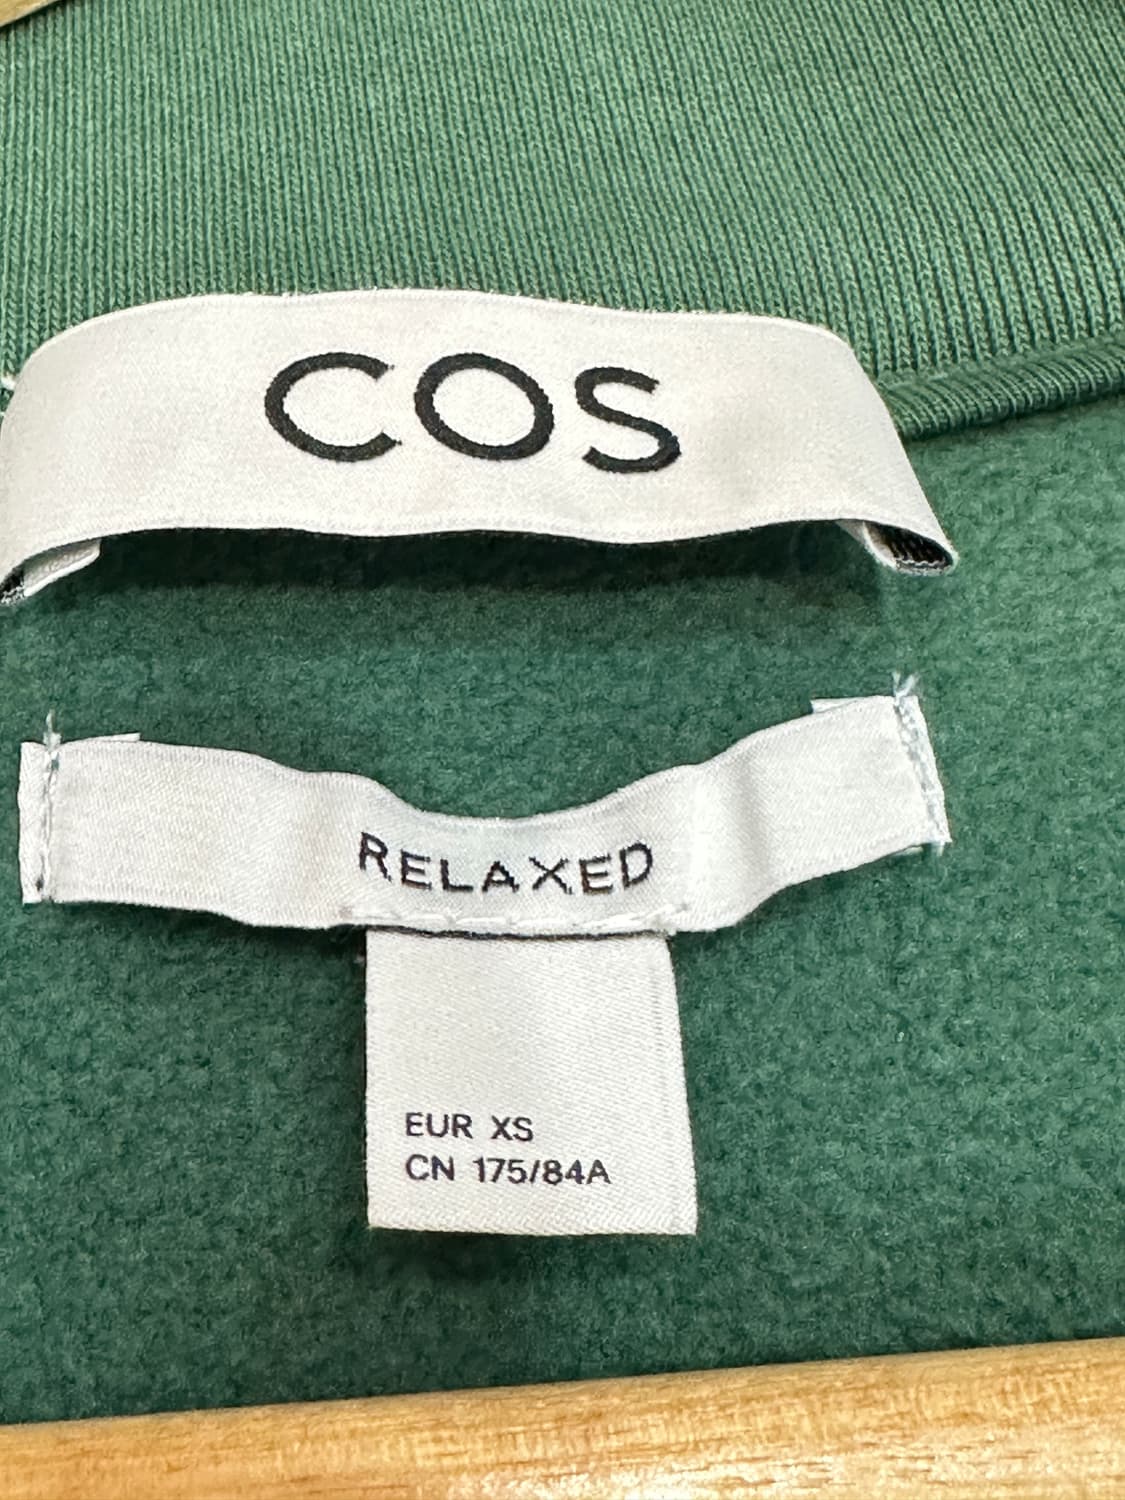 COS
RELAXED
EUR XS
CN 175/84A